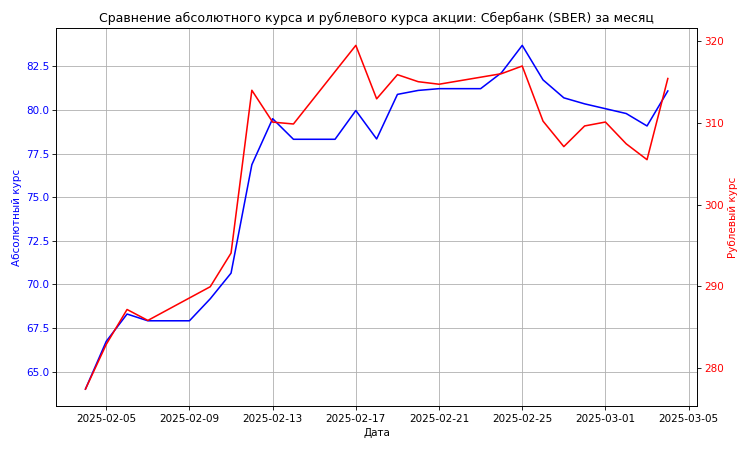 Сравнение абсолютного курса и рублевого курса акции: Сбербанк (SBER) за месяц
Абсолютный курс
82.5
80.0
77.5
75.0
72.5
70.0
67.5
65.0
320
310
300
290
280
Рублевый курс
2025-02-05 2025-02-09 2025-02-13 2025-02-17 2025-02-21 2025-02-25 2025-03-01 2025-03-05
Дата